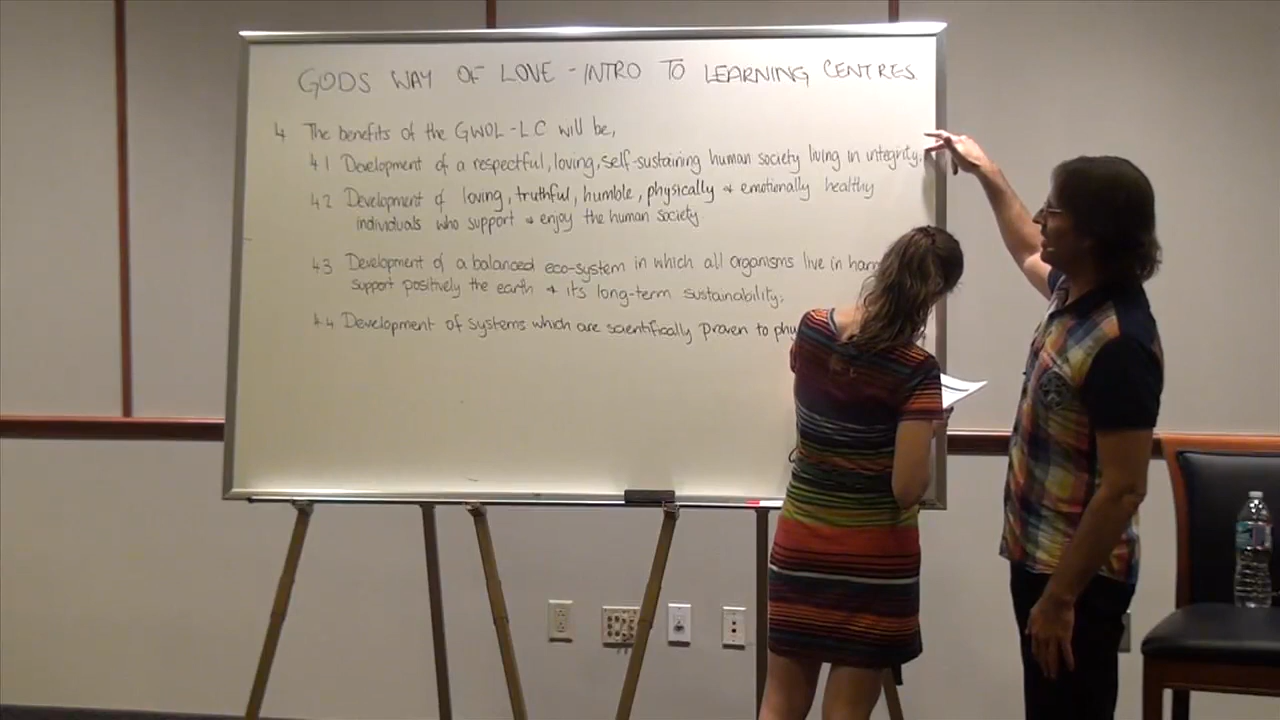 GODS WAY OF LOVE - INTRO TO LEARNING CENTRES
4 The benefits of the GWOL-LC will be,
4.1 Development of a respectful, loving, self-sustaining human society living in integrity.
4.2 Development of loving, truthful, humble, physically & emotionally healthy
individuals who support & enjoy the human society
4.3 Development of a balanced eco-system in which all organisms live in harm
support positively the earth & its long-term sustainability;
4.4 Development of systems which are scientifically proven to phy